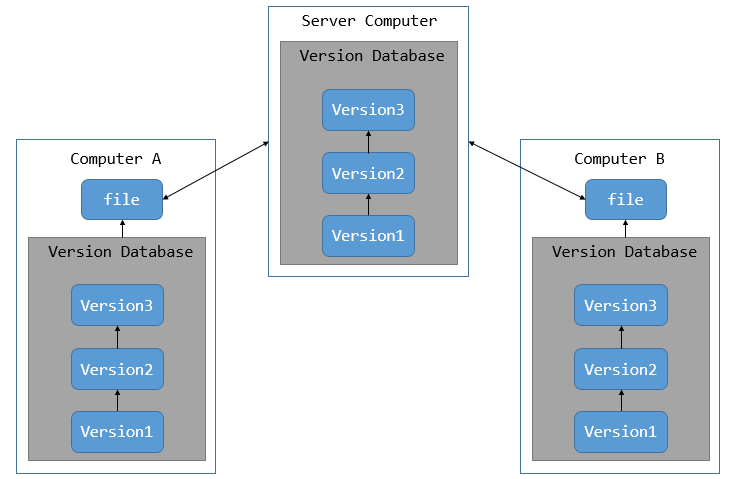 Server Computer
Version Database
Version3
Version2
Version1
Computer A
file
Version Database
Version3
Version2
Version1
Computer B
file
Version Database
Version3
Version2
Version1